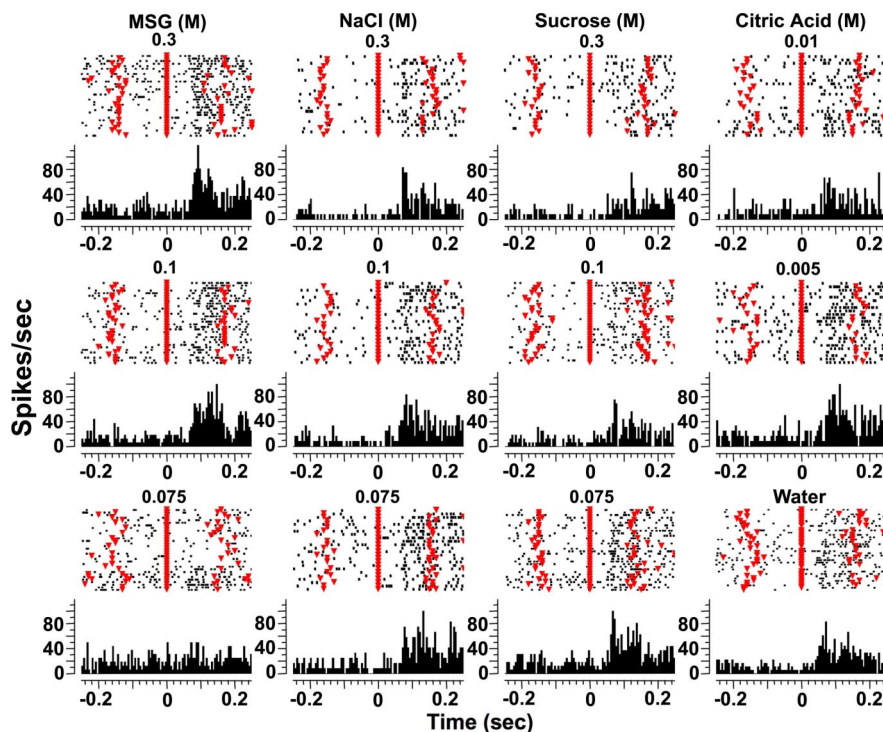 MSG (M) NaCl (M) Sucrose (M) Citric Acid (M)
0.3 0.3 0.3 0.01
80 80 80 80
40 40 40 40
0 0 0 0
-0.2 0 0.2 -0.2 0 0.2 -0.2 0 0.2 -0.2 0 0.2
0.1 0.1 0.1 0.005
Spikes/sec
80 80 80 80
40 40 40 40
0 0 0 0
-0.2 0 0.2 -0.2 0 0.2 -0.2 0 0.2 -0.2 0 0.2
0.075 0.075 0.075 Water
80 80 80 80
40 40 40 40
0 0 0 0
-0.2 0 0.2 -0.2 0 0.2 -0.2 0 0.2 -0.2 0 0.2
Time (sec)